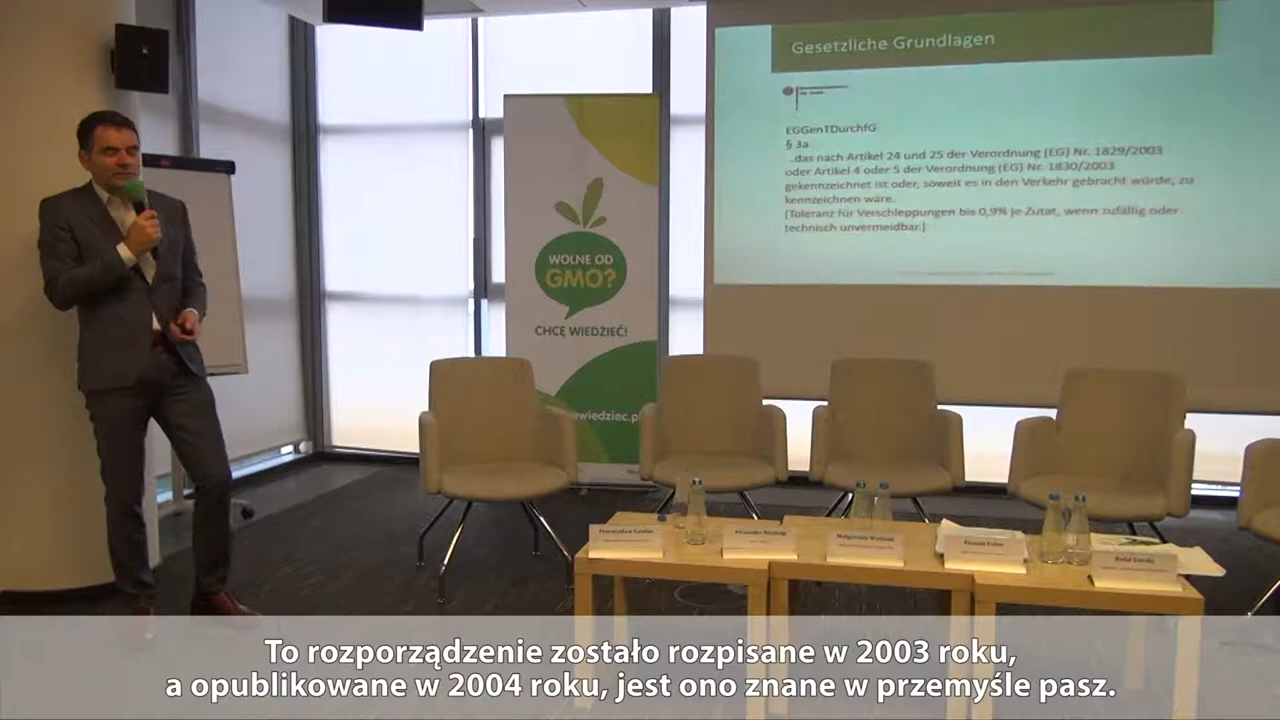 Gesetzliche Grundlagen
EGGenTDurchfG
§ 3a
..das nach Artikel 24 und 25 der Verordnung (EG) Nr. 1829/2003
oder Artikel 4 oder 5 der Verordnung (EG) Nr. 1830/2003
gekennzeichnet ist oder, soweit es in den Verkehr gebracht würde, zu
kennzeichnen wäre.
[Toleranz für Verschleppungen bis 0,9% je Zutat, wenn zufällig oder
technisch unvermeidbar.]
WOLNE OD
GMO?
CHCĘ WIEDZIEĆ!
wiedziec.pl
To rozporządzenie zostało rozpisane w 2003 roku,
a opublikowane w 2004 roku, jest ono znane w przemyśle pasz.